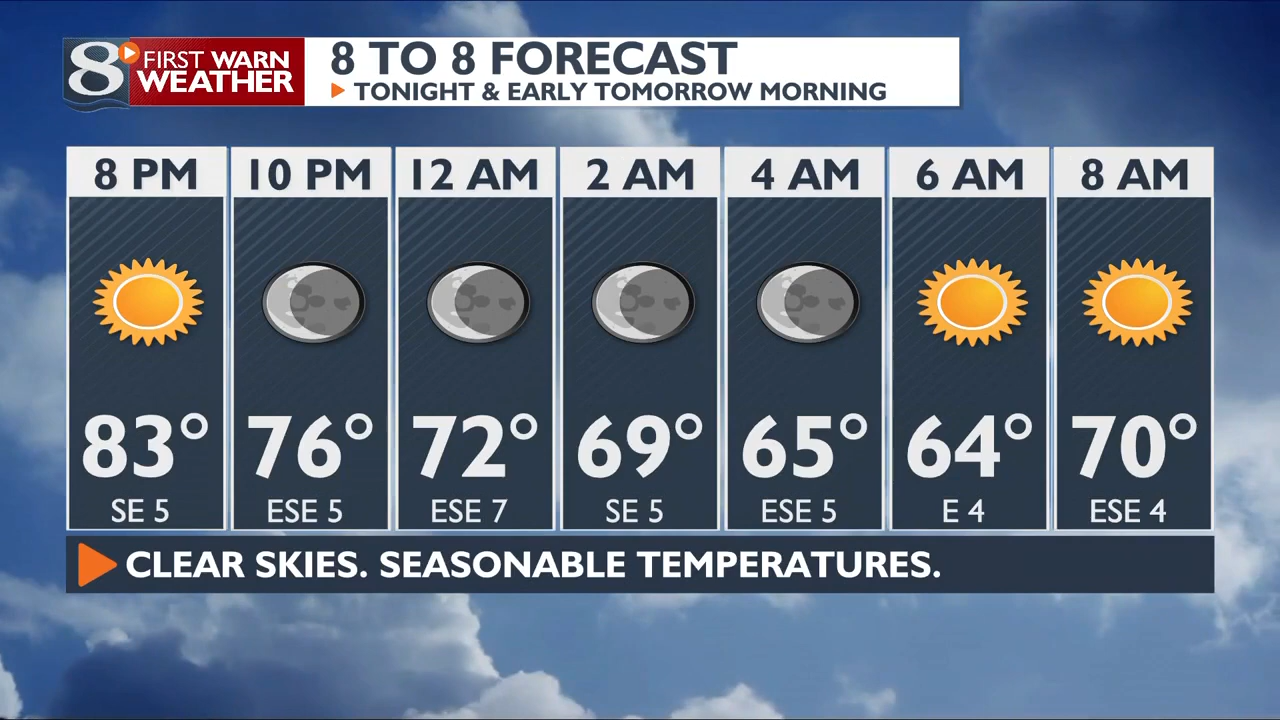 8 FIRST WARN
WEATHER
8 TO 8 FORECAST
TONIGHT & EARLY TOMORROW MORNING
8 PM 10 PM 12 AM 2 AM 4 AM 6 AM 8 AM
83° 76° 72° 69° 65° 64° 70°
SE 5 ESE 5 ESE 7 SE 5 ESE 5 E 4 ESE 4
CLEAR SKIES. SEASONABLE TEMPERATURES.